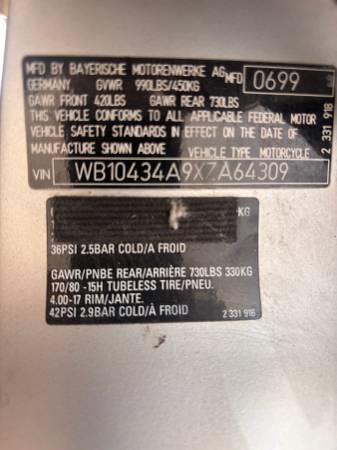 MFD BY BAYERISCHE MOTORENWERKE AG MFD 0699
GERMANY GVWR 990LBS/450KG
GAWR FRONT 420LBS GAWR REAR 730LBS
THIS VEHICLE CONFORMS TO APPLICABLE FEDERAL MOTOR
VEHICLE SAFETY STANDARDS IN EFFECT ON THE DATE OF
MANUFACTURE SHOWN ABOVE VEHICLE TYPE: MOTORCYCLE
VIN WB10434A9XZA64309
2 331 918
KG
36PSI 2.5BAR COLD/A FROID
GAWR/PNBE REAR/ARRIÈRE 730LBS 330KG
170/80 -15H TUBELESS TIRE/PNEU.
4.00-17 RIM/JANTE.
42PSI 2.9BAR COLD/À FROID 2 331 916